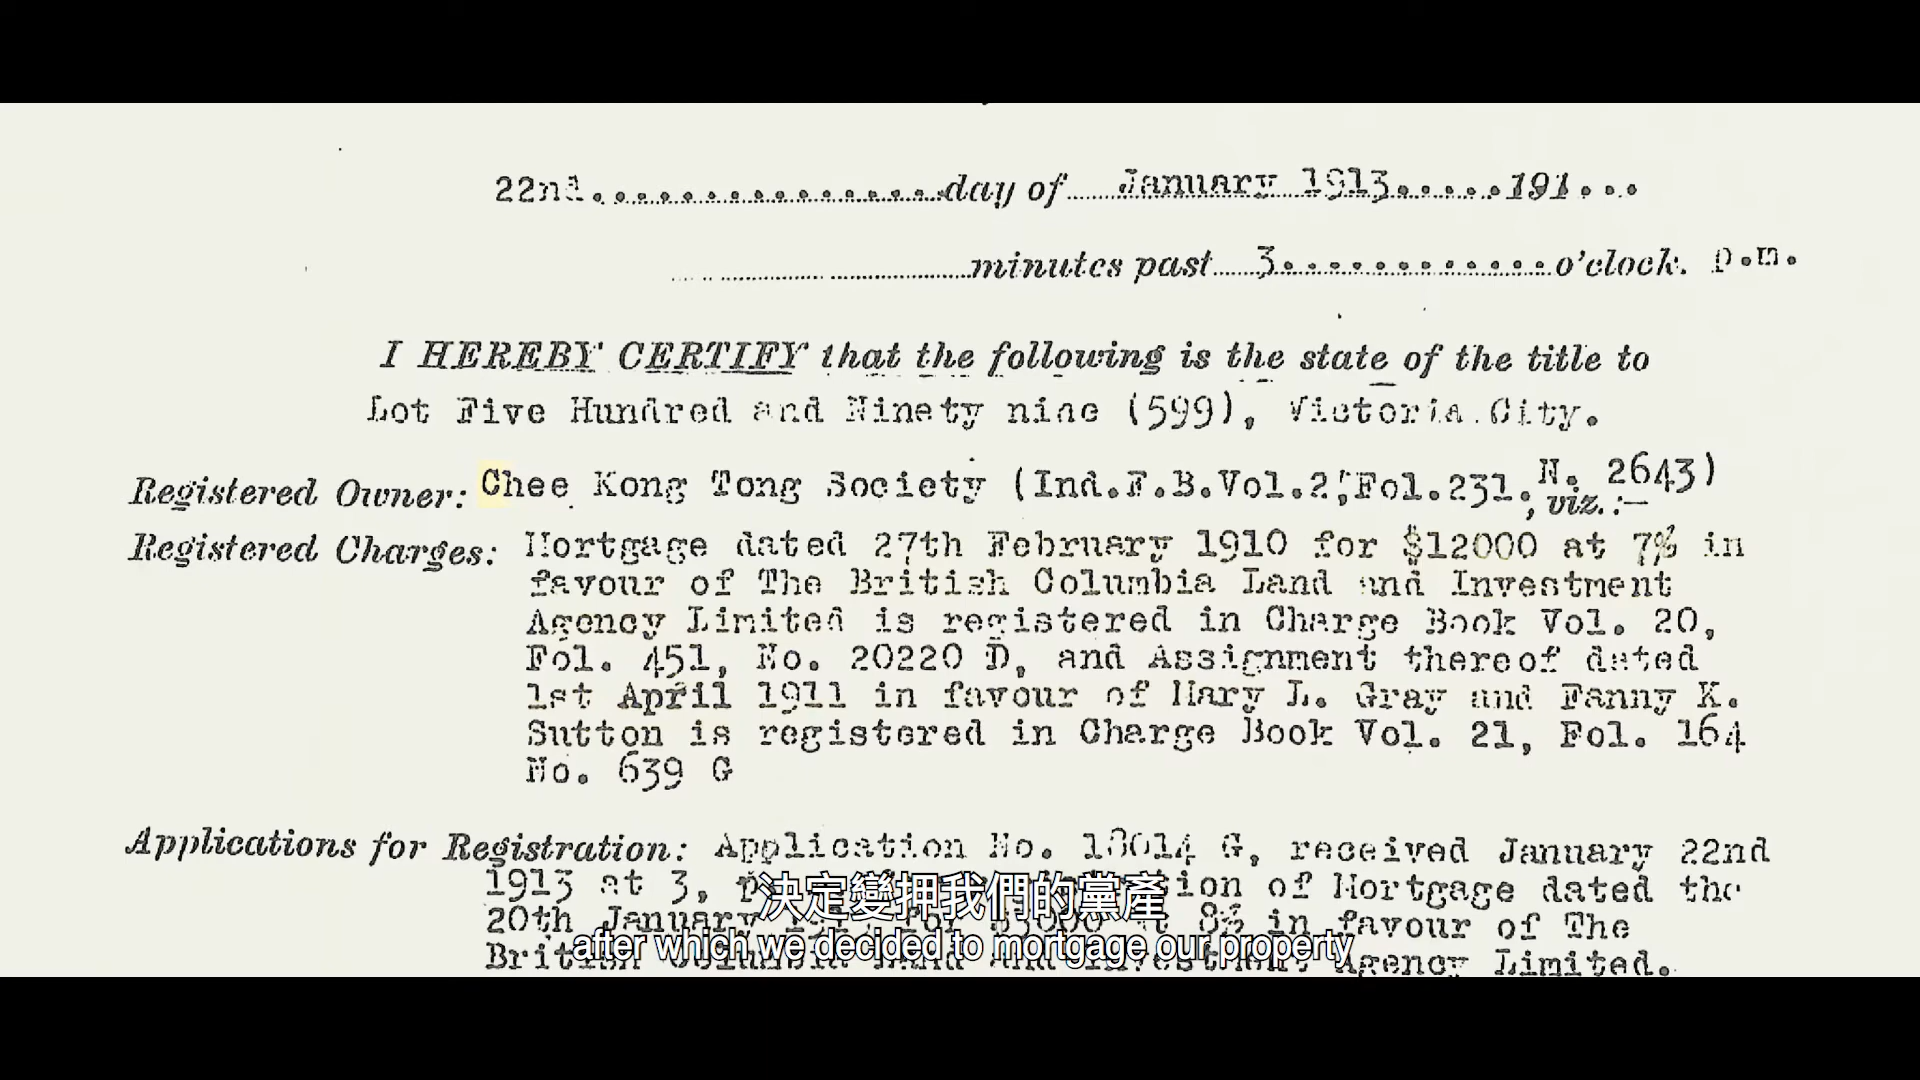 22nd. day of January 1913 191
minutes past 3 o'clock. p.m.
I HEREBY CERTIFY that the following is the state of the title to
Lot Five Hundred and Ninety nine (599), Victoria City.
Registered Owner: Chee Kong Tong Society (Ind.F.B.Vol.2,Fol.231, N. 2643)
, viz.:—
Registered Charges: Mortgage dated 27th February 1910 for $12000 at 7% in
favour of The British Columbia Land and Investment
Agency Limited is registered in Charge Book Vol. 20,
Fol. 451, No. 20220 D, and Assignment thereof dated
1st April 1911 in favour of Mary L. Gray and Fanny K.
Sutton is registered in Charge Book Vol. 21, Fol. 164
No. 639 G
Applications for Registration: Application No. 18014 G, received January 22nd
1913 at 3, of Mortgage dated the
20th January at 8% in favour of The
British Columbia Land and Investment Agency Limited.
決定變押我們的黨產
after which we decided to mortgage our property